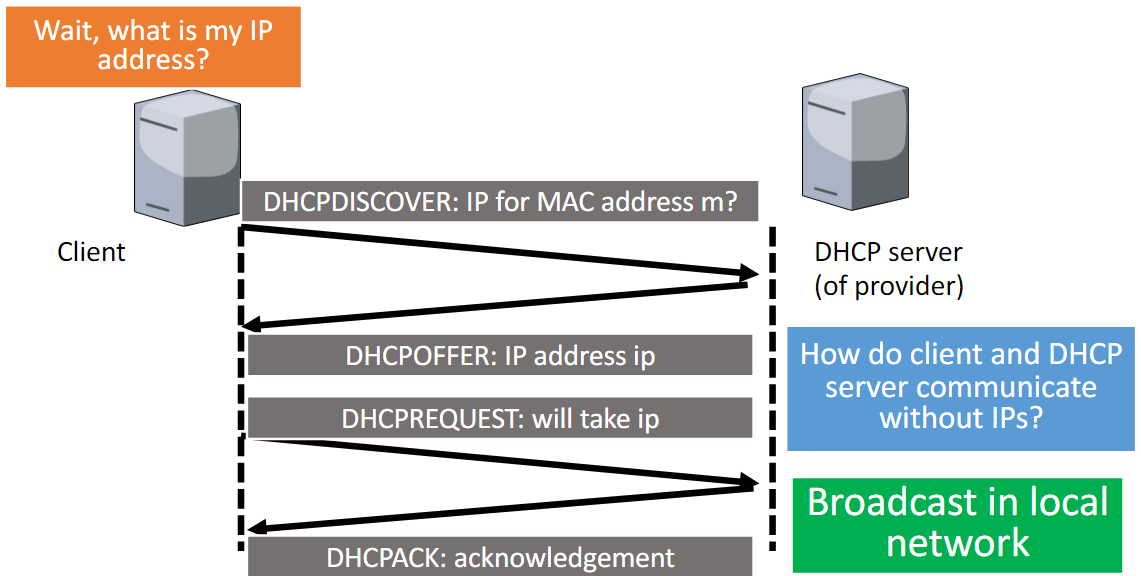 Wait, what is my IP
address?
DHCPDISCOVER: IP for MAC address m?
Client
DHCP server
(of provider)
DHCPOFFER: IP address ip
How do client and DHCP
server communicate
without IPs?
DHCPREQUEST: will take ip
Broadcast in local
network
DHCPACK: acknowledgement